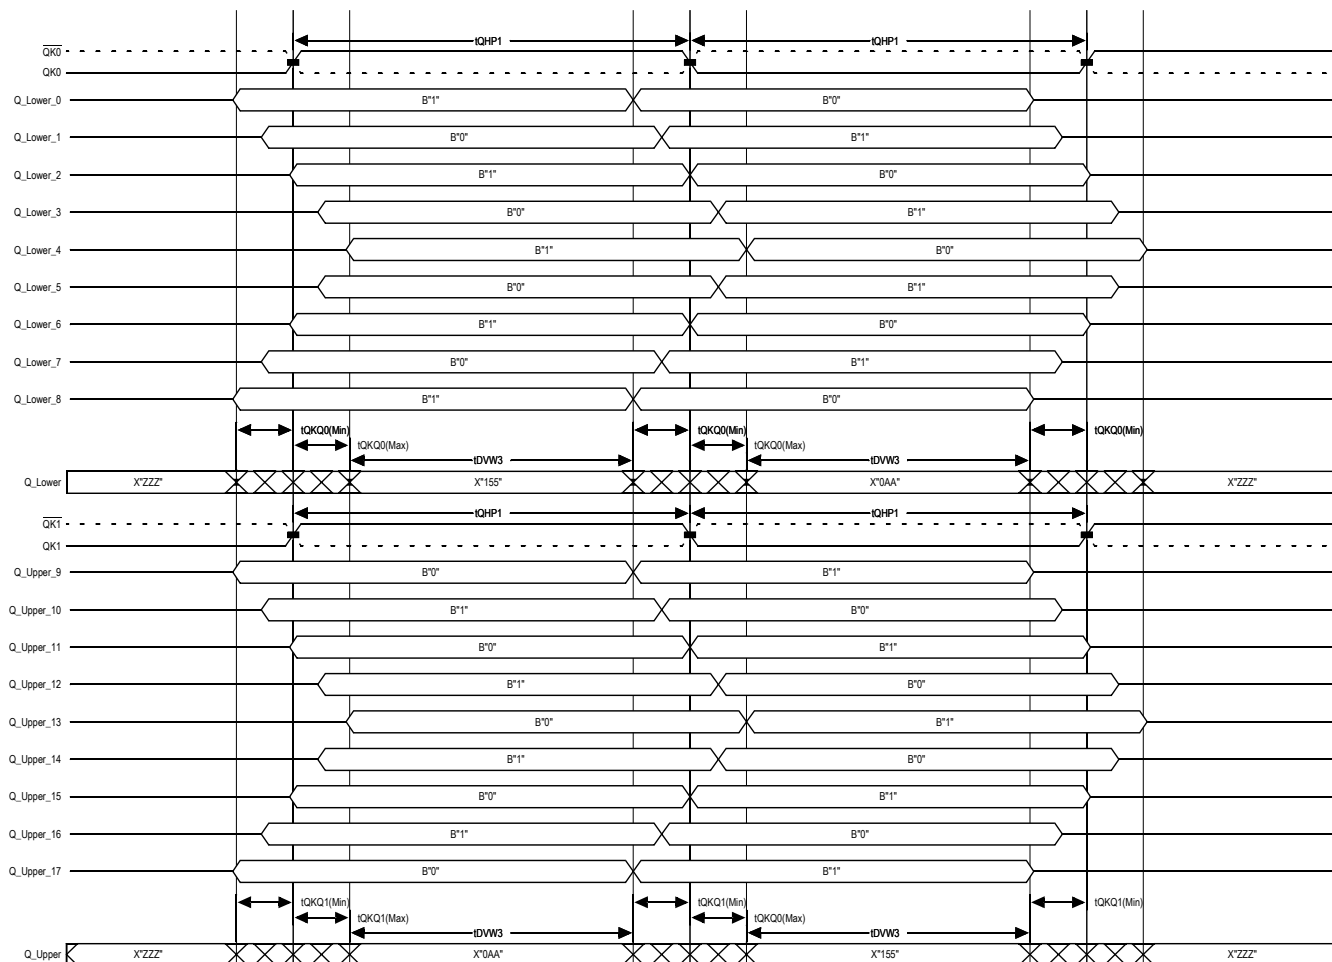 tQHP1 tQHP1
QK0
QK0
Q_Lower_0 B"1" B"0"
Q_Lower_1 B"0" B"1"
Q_Lower_2 B"1" B"0"
Q_Lower_3 B"0" B"1"
Q_Lower_4 B"1" B"0"
Q_Lower_5 B"0" B"1"
Q_Lower_6 B"1" B"0"
Q_Lower_7 B"0" B"1"
Q_Lower_8 B"1" B"0"
tQKQ0(Min) tQKQ0(Min) tQKQ0(Min)
tQKQ0(Max) tQKQ0(Max)
tDVW3 tDVW3
Q_Lower X"ZZZ" X"155" X"0AA" X"ZZZ"
tQHP1 tQHP1
QK1
QK1
Q_Upper_9 B"0" B"1"
Q_Upper_10 B"1" B"0"
Q_Upper_11 B"0" B"1"
Q_Upper_12 B"1" B"0"
Q_Upper_13 B"0" B"1"
Q_Upper_14 B"1" B"0"
Q_Upper_15 B"0" B"1"
Q_Upper_16 B"1" B"0"
Q_Upper_17 B"0" B"1"
tQKQ1(Min) tQKQ1(Min) tQKQ1(Min)
tQKQ1(Max) tQKQ0(Max)
tDVW3 tDVW3
Q_Upper X"ZZZ" X"0AA" X"155" X"ZZZ"